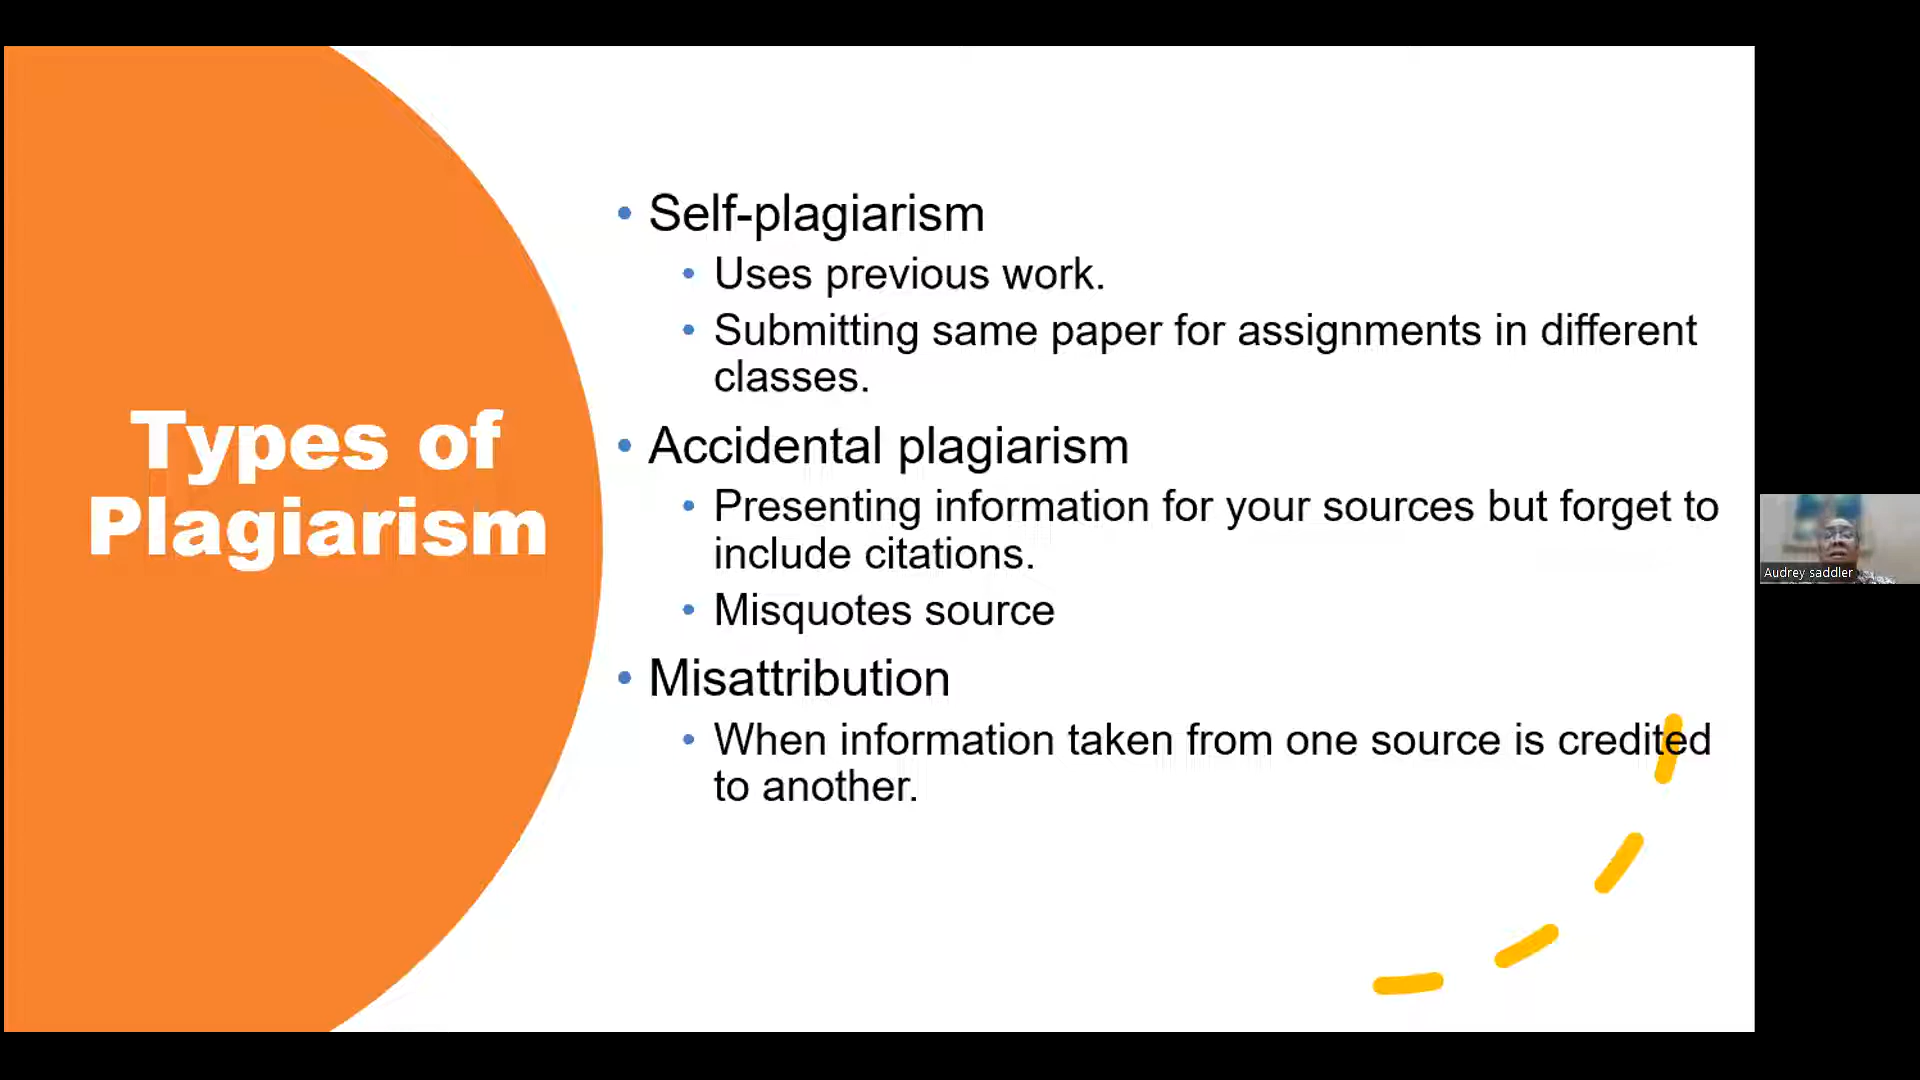 Types of
Plagiarism
• Self-plagiarism
• Uses previous work.
• Submitting same paper for assignments in different
classes.
• Accidental plagiarism
• Presenting information for your sources but forget to
include citations.
• Misquotes source
• Misattribution
• When information taken from one source is credited
to another.
Audrey saddler